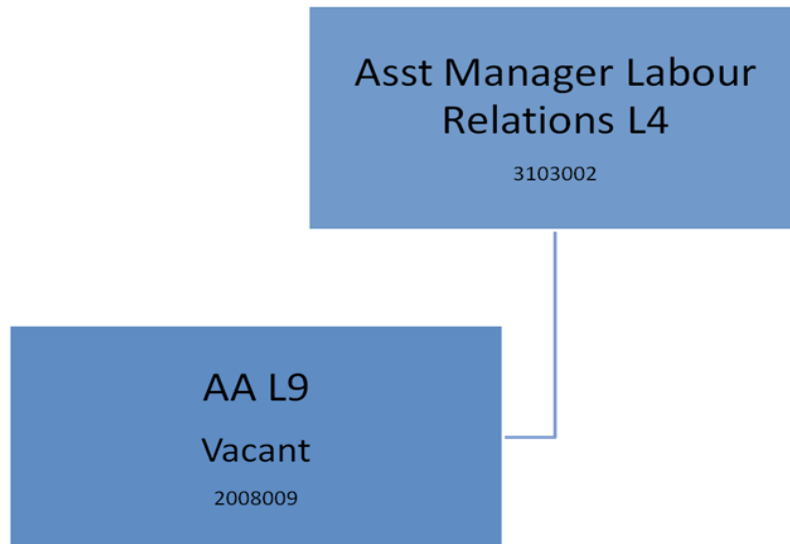 Asst Manager Labour
Relations L4
3103002
AA L9
Vacant
2008009